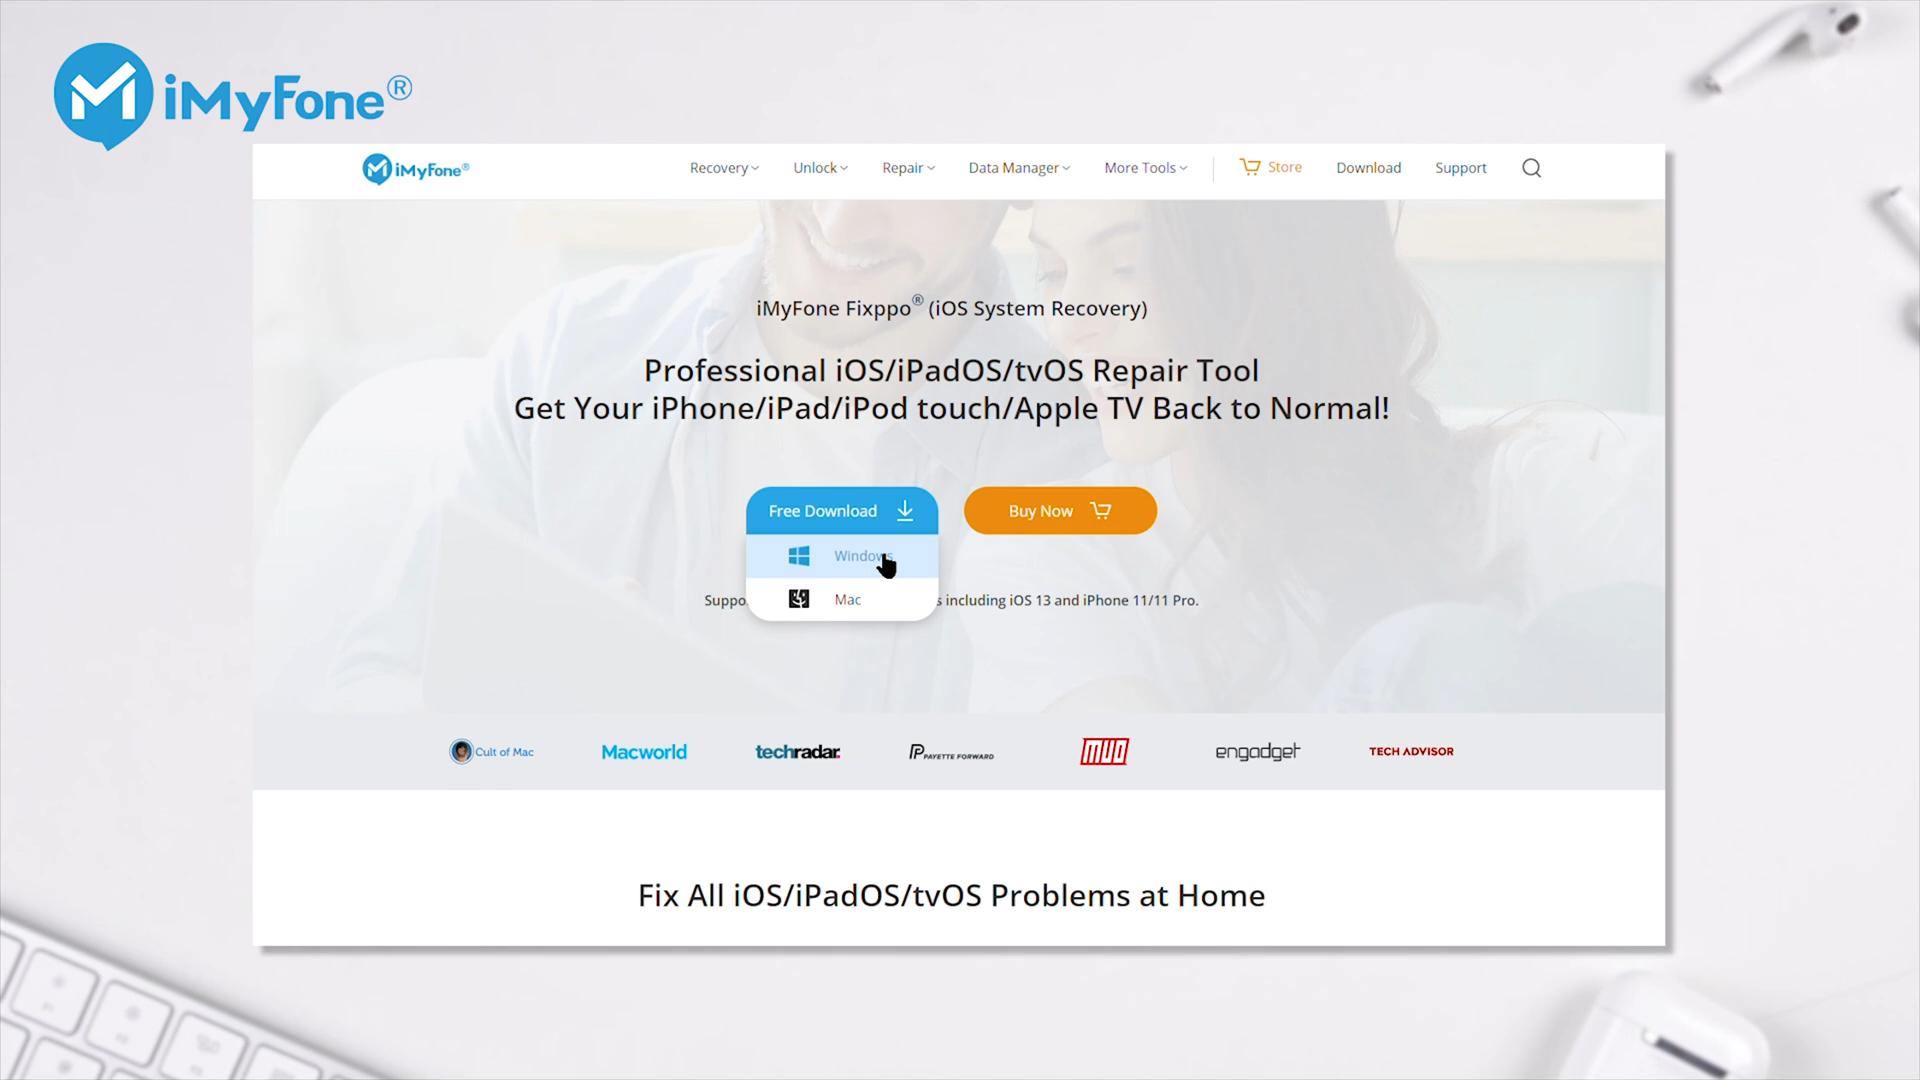 iMyFone®
iMyFone®
Recovery
Unlock
Repair
Data Manager
More Tools
Store
Download
Support
iMyFone Fixppo® (iOS System Recovery)
Professional iOS/iPadOS/tvOS Repair Tool
Get Your iPhone/iPad/iPod touch/Apple TV Back to Normal!
Free Download
Buy Now
Windows
Mac
including iOS 13 and iPhone 11/11 Pro.
Cult of Mac
Macworld
techradar.
PAYETTE FORWARD
MUO
engadget
TECH ADVISOR
Fix All iOS/iPadOS/tvOS Problems at Home